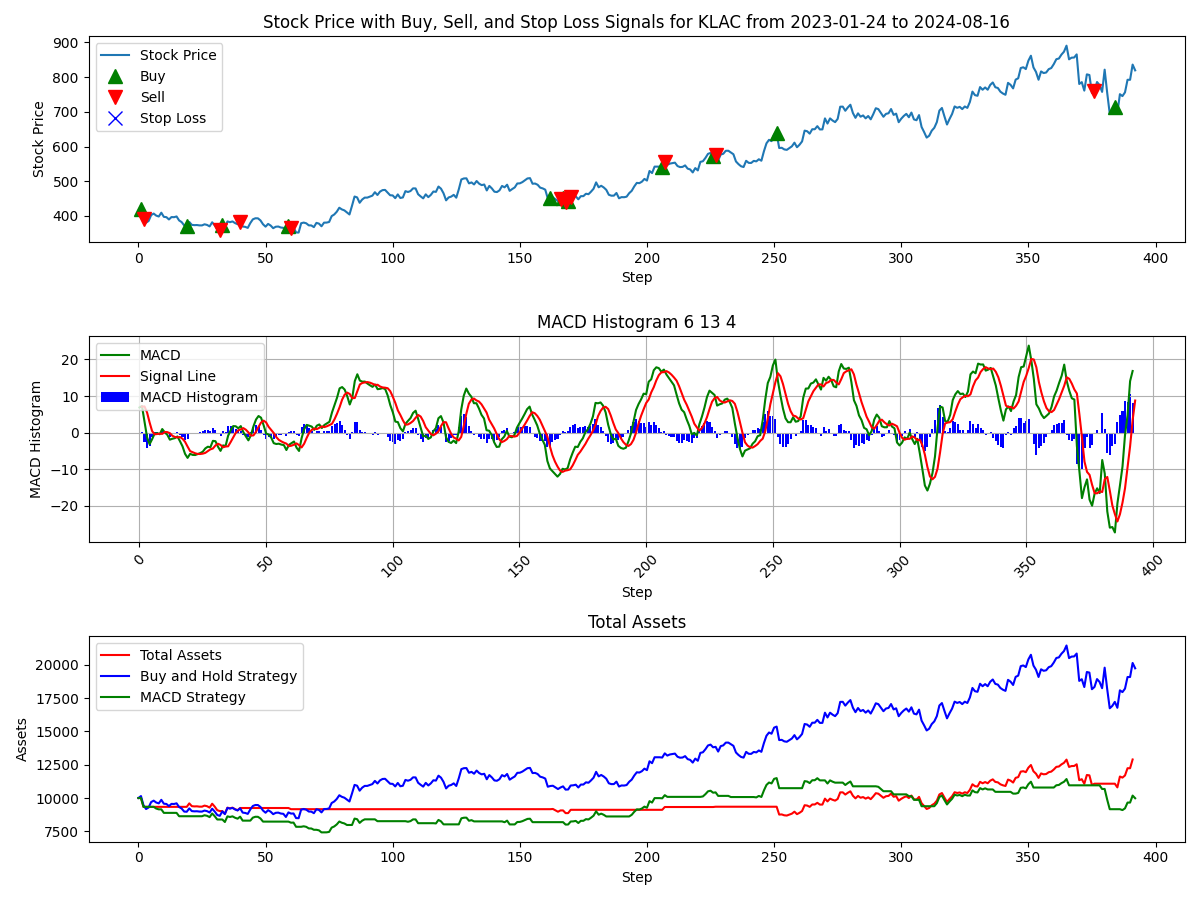 Stock Price with Buy, Sell, and Stop Loss Signals for KLAC from 2023-01-24 to 2024-08-16
Stock Price
900
800
700
600
500
400
Stock Price
Buy
Sell
Stop Loss
0 50 100 150 200 250 300 350 400
Step
MACD Histogram 6 13 4
MACD Histogram
20
10
0
−10
−20
MACD
Signal Line
MACD Histogram
0 50 100 150 200 250 300 350 400
Step
Total Assets
Assets
20000
17500
15000
12500
10000
7500
Total Assets
Buy and Hold Strategy
MACD Strategy
0 50 100 150 200 250 300 350 400
Step